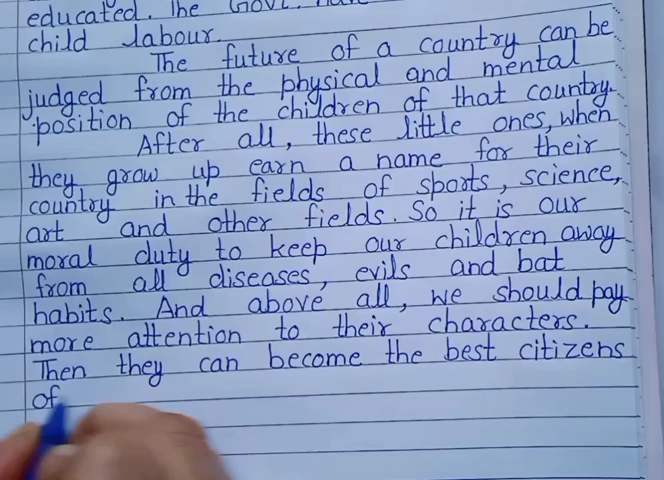 educated. The Govt. have
child labour.
The future of a country can be
judged from the physical and mental
position of the children of that country.
After all, these little ones, when
they grow up earn a name for their
country in the fields of sports, science,
art and other fields. So it is our
moral duty to keep our children away
from all diseases, evils and bat
habits. And above all, we should pay
more attention to their characters.
Then they can become the best citizens
of